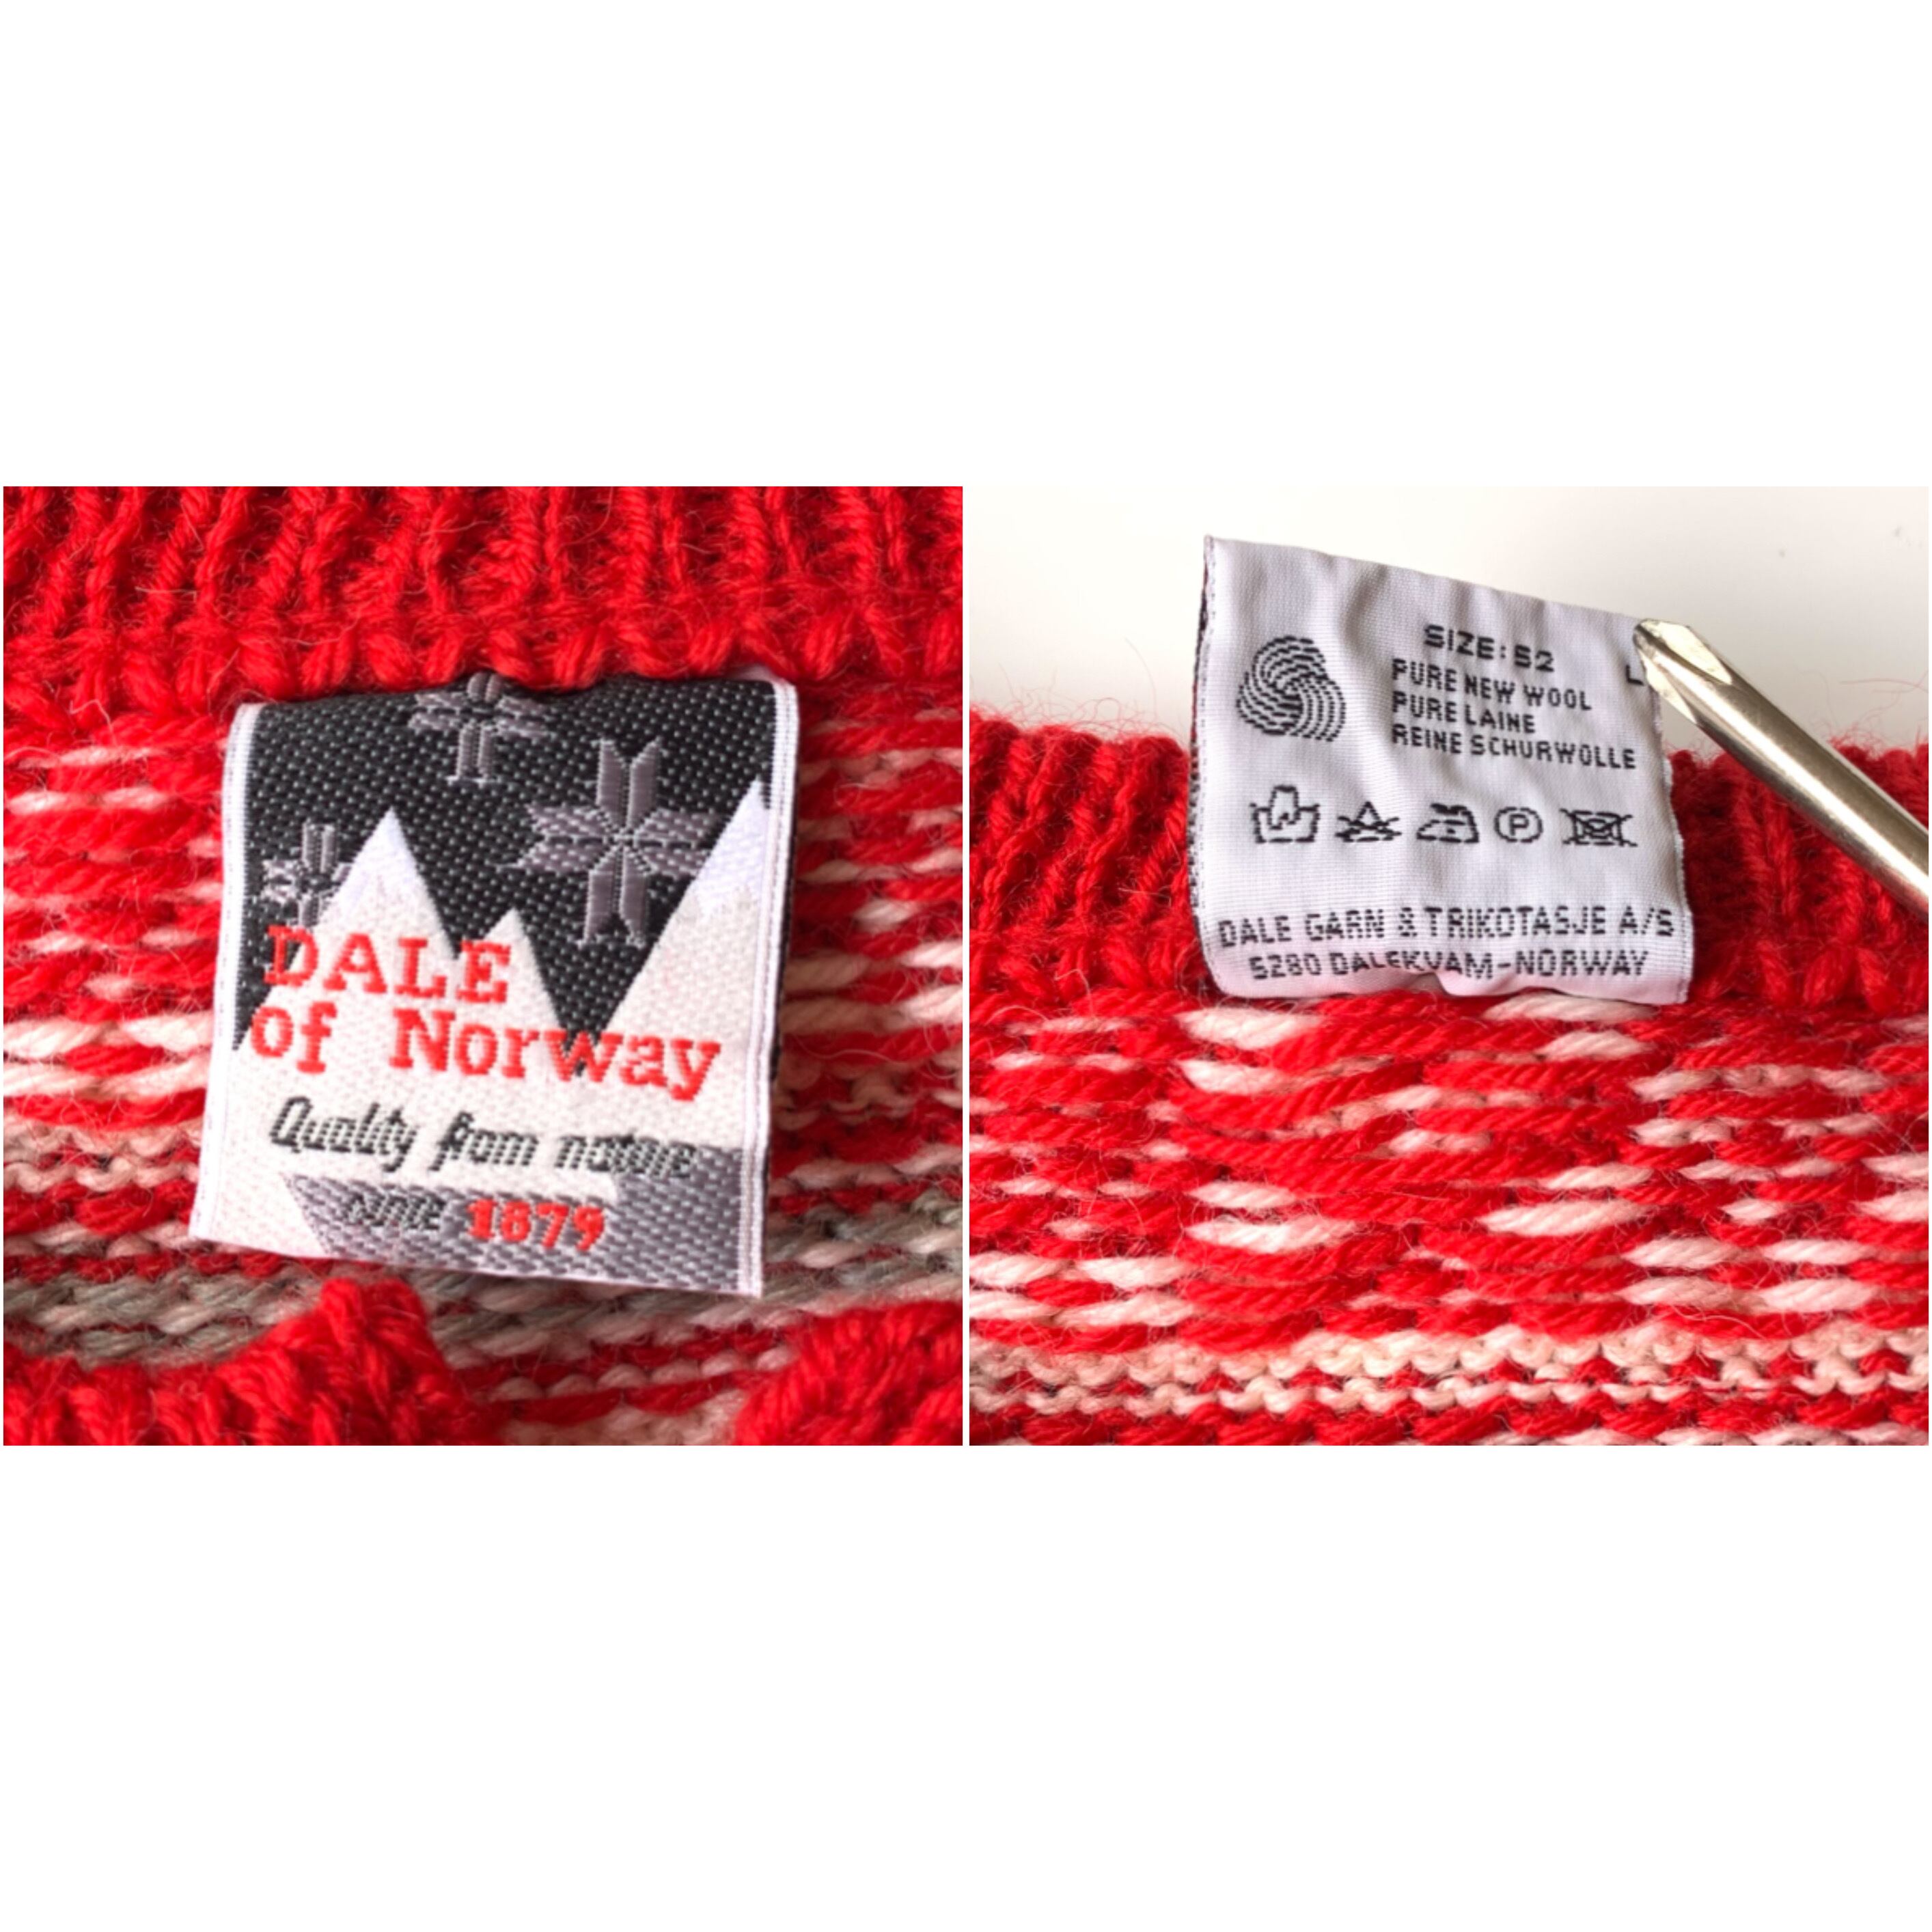 DALE
of Norway
Quality from nature
SINCE 1879
SIZE: 52 L
PURE NEW WOOL
PURE LAINE
REINE SCHURWOLLE
P
DALE GARN & TRIKOTASJE A/S
5280 DALEKVAM-NORWAY